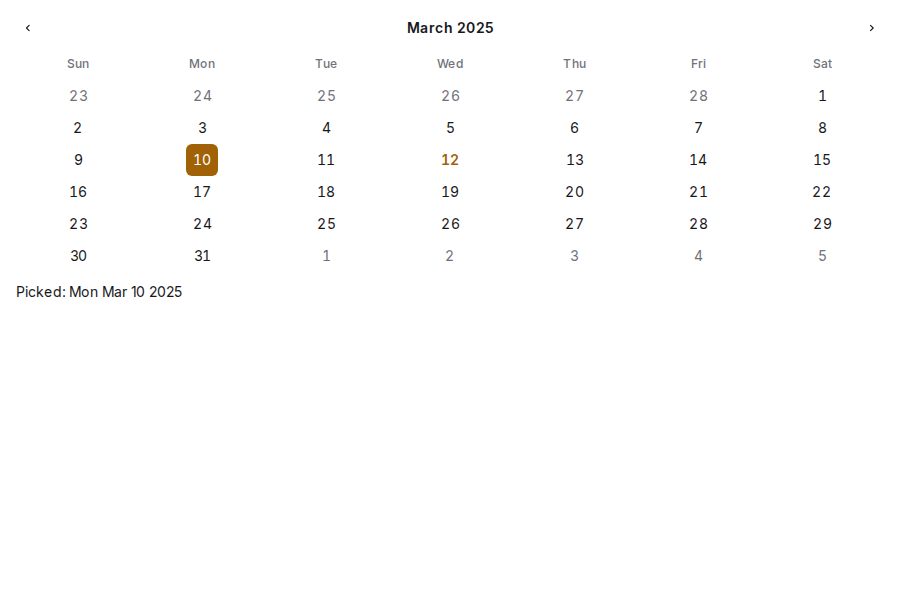 ‹ March 2025 ›
Sun Mon Tue Wed Thu Fri Sat
23 24 25 26 27 28 1
2 3 4 5 6 7 8
9 10 11 12 13 14 15
16 17 18 19 20 21 22
23 24 25 26 27 28 29
30 31 1 2 3 4 5
Picked: Mon Mar 10 2025